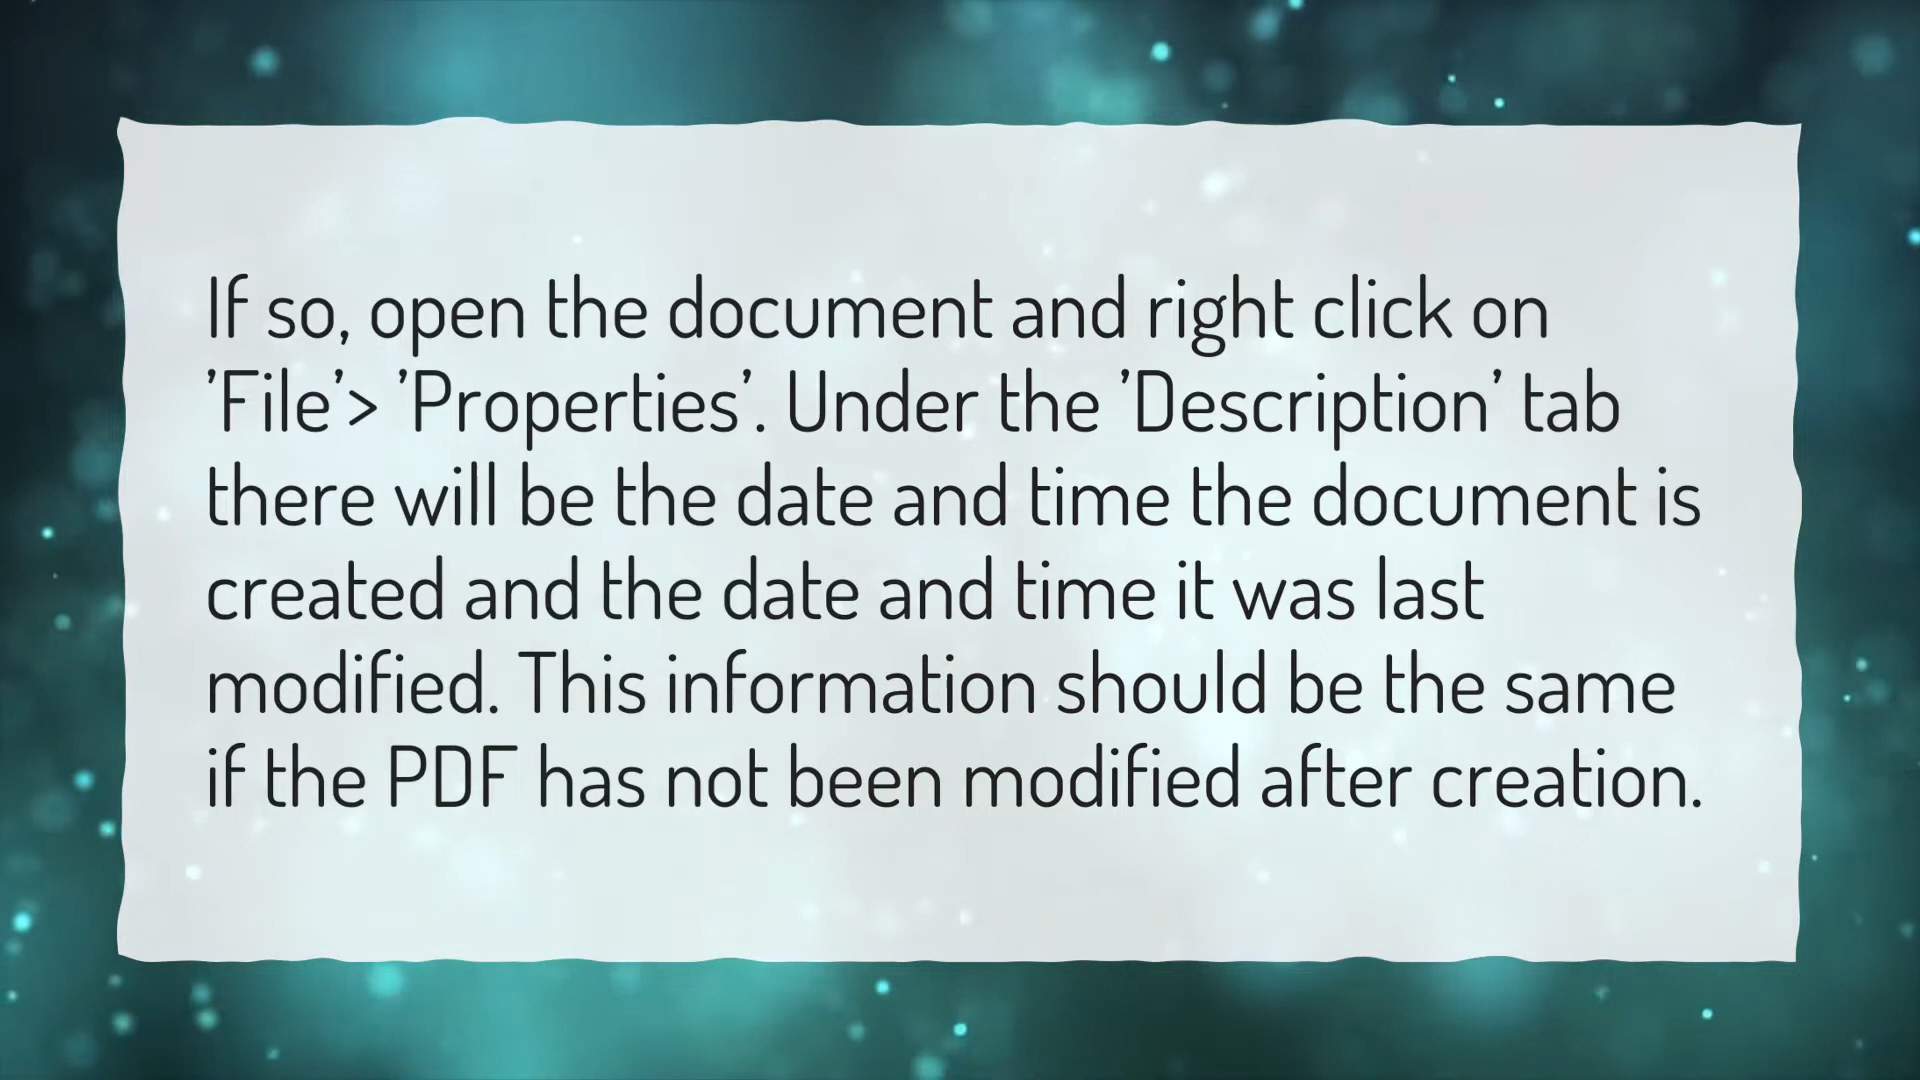 If so, open the document and right click on
'File'> 'Properties'. Under the 'Description' tab
there will be the date and time the document is
created and the date and time it was last
modified. This information should be the same
if the PDF has not been modified after creation.